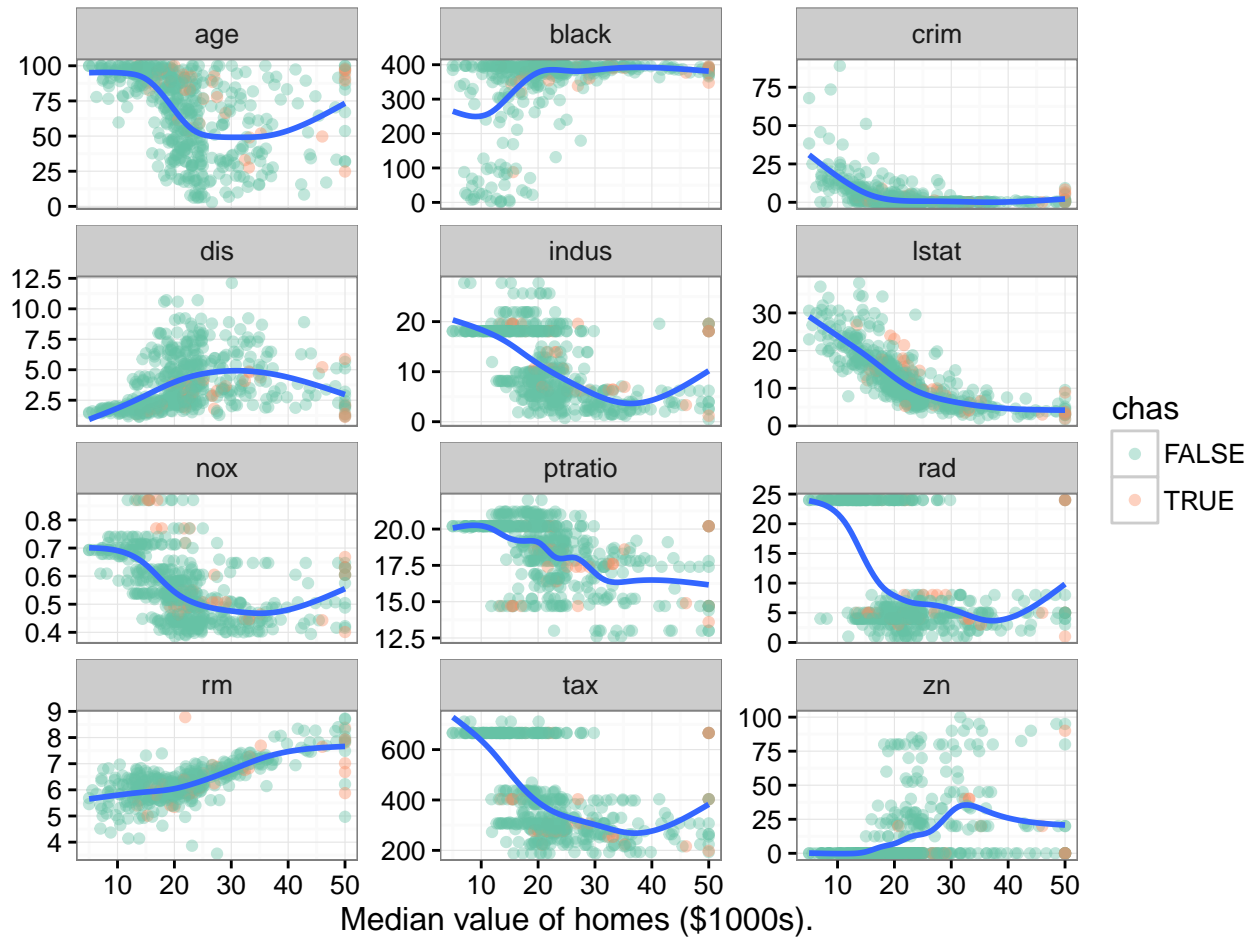 age
black
crim
100
75
50
25
0
400
300
200
100
0
75
50
25
0
dis
indus
lstat
12.5
10.0
7.5
5.0
2.5
20
10
0
30
20
10
0
chas
FALSE
TRUE
nox
ptratio
rad
0.8
0.7
0.6
0.5
0.4
20.0
17.5
15.0
12.5
25
20
15
10
5
0
rm
tax
zn
9
8
7
6
5
4
600
400
200
100
75
50
25
0
10 20 30 40 50
10 20 30 40 50
10 20 30 40 50
Median value of homes ($1000s).